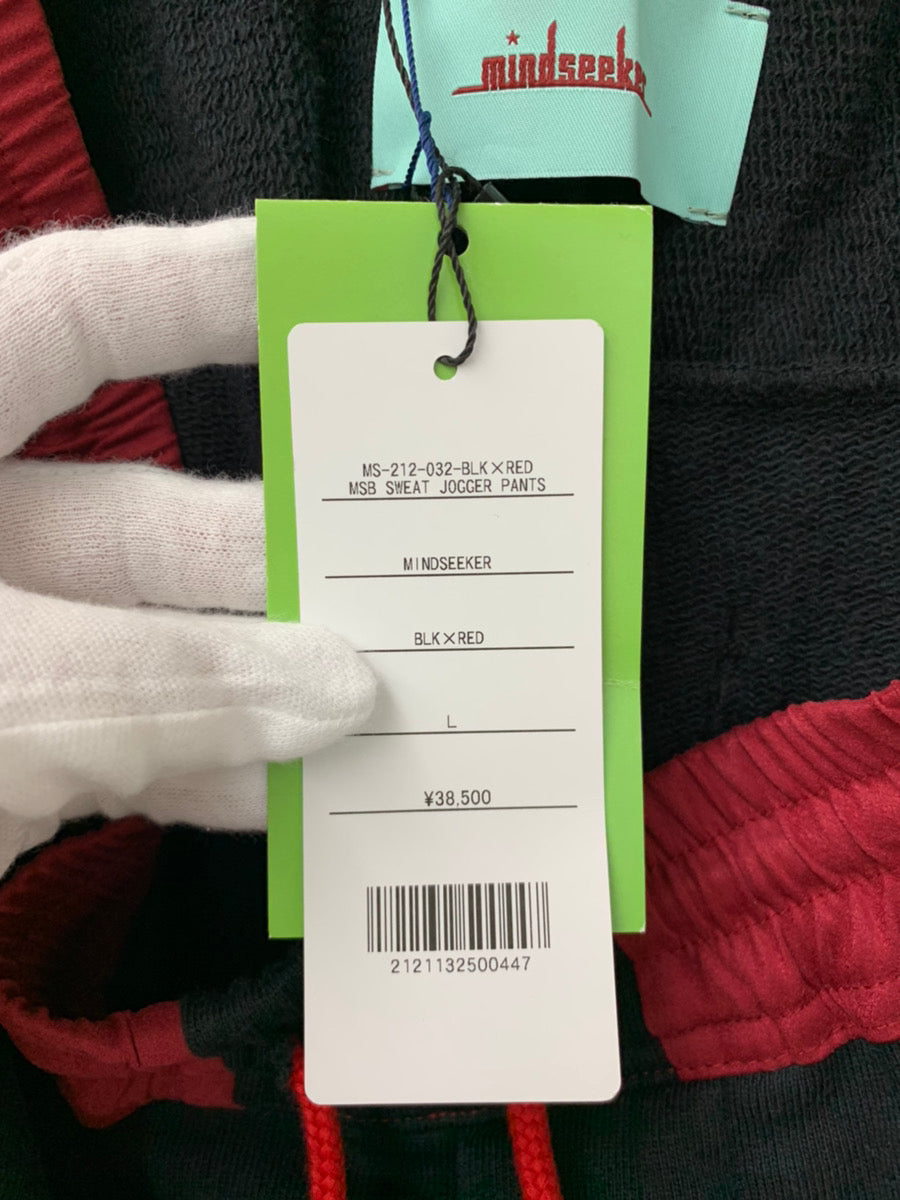 mindseeker
MS-212-032-BLK×RED
MSB SWEAT JOGGER PANTS
MINDSEEKER
BLK×RED
L
¥38,500
2121132500447